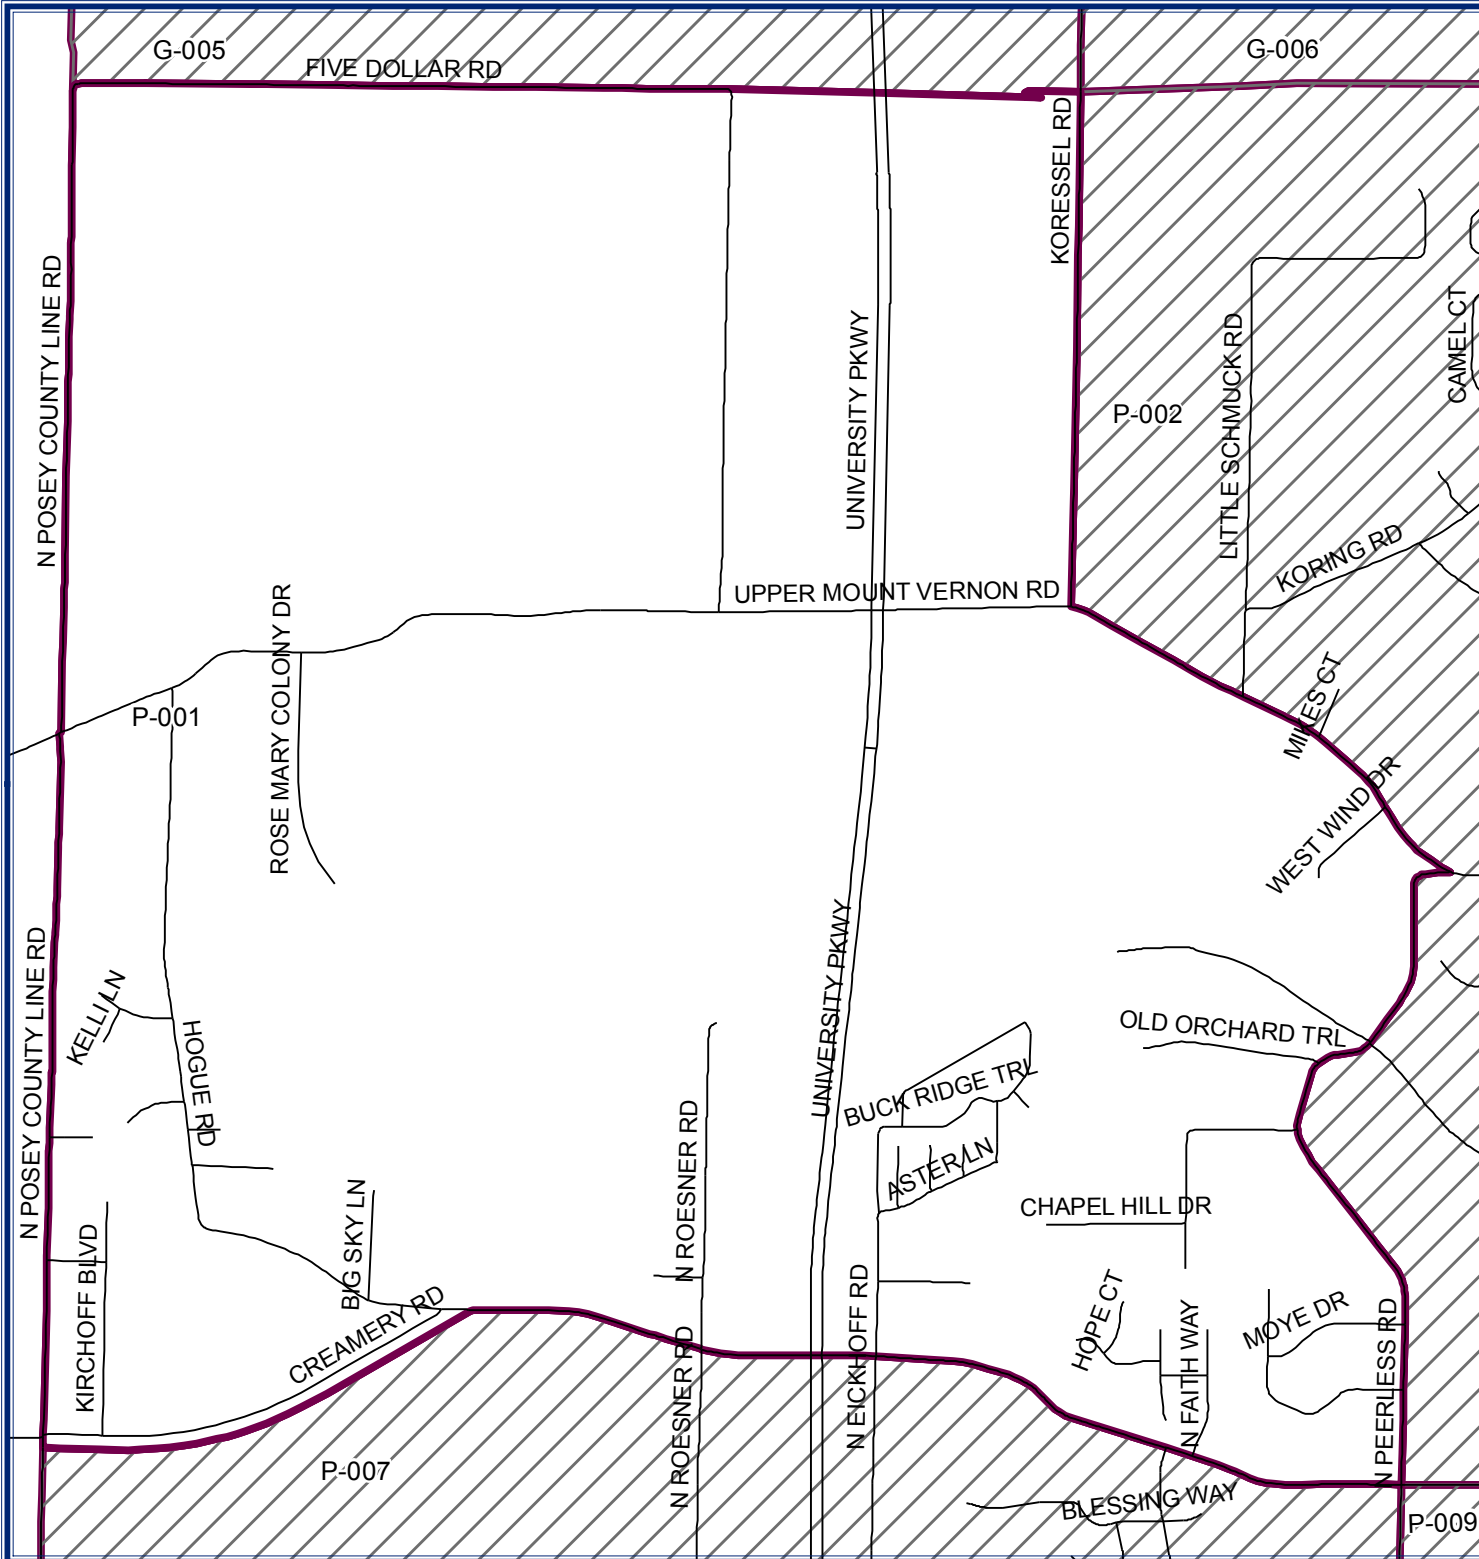 G-005
G-006
FIVE DOLLAR RD
KORESSEL RD
N POSEY COUNTY LINE RD
UNIVERSITY PKWY
LITTLE SCHMUCK RD
CAMEL CT
P-002
KORING RD
UPPER MOUNT VERNON RD
ROSE MARY COLONY DR
P-001
MIKES CT
WEST WIND DR
N POSEY COUNTY LINE RD
KELLI LN
HOGUE RD
UNIVERSITY PKWY
OLD ORCHARD TRL
BUCK RIDGE TRL
ASTER LN
N ROESNER RD
CHAPEL HILL DR
BIG SKY LN
KIRCHOFF BLVD
CREAMERY RD
N EICKHOFF RD
HOPE CT
N FAITH WAY
MOYE DR
N PEERLESS RD
N ROESNER RD
P-007
BLESSING WAY
P-009